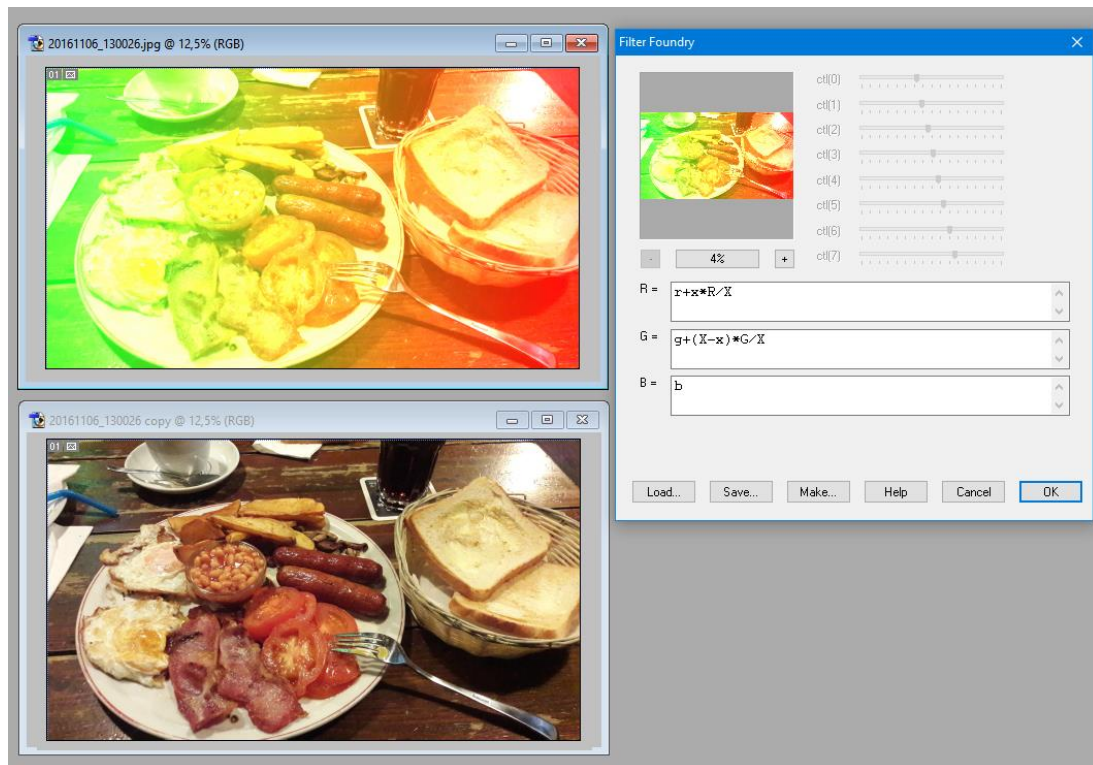 20161106_130026.jpg @ 12,5% (RGB)
01
20161106_130026 copy @ 12,5% (RGB)
01
Filter Foundry
ctl(0)
ctl(1)
ctl(2)
ctl(3)
ctl(4)
ctl(5)
ctl(6)
ctl(7)
- 4% +
R = r+x*R/X
G = g+(X-x)*G/X
B = b
Load... Save... Make... Help Cancel OK